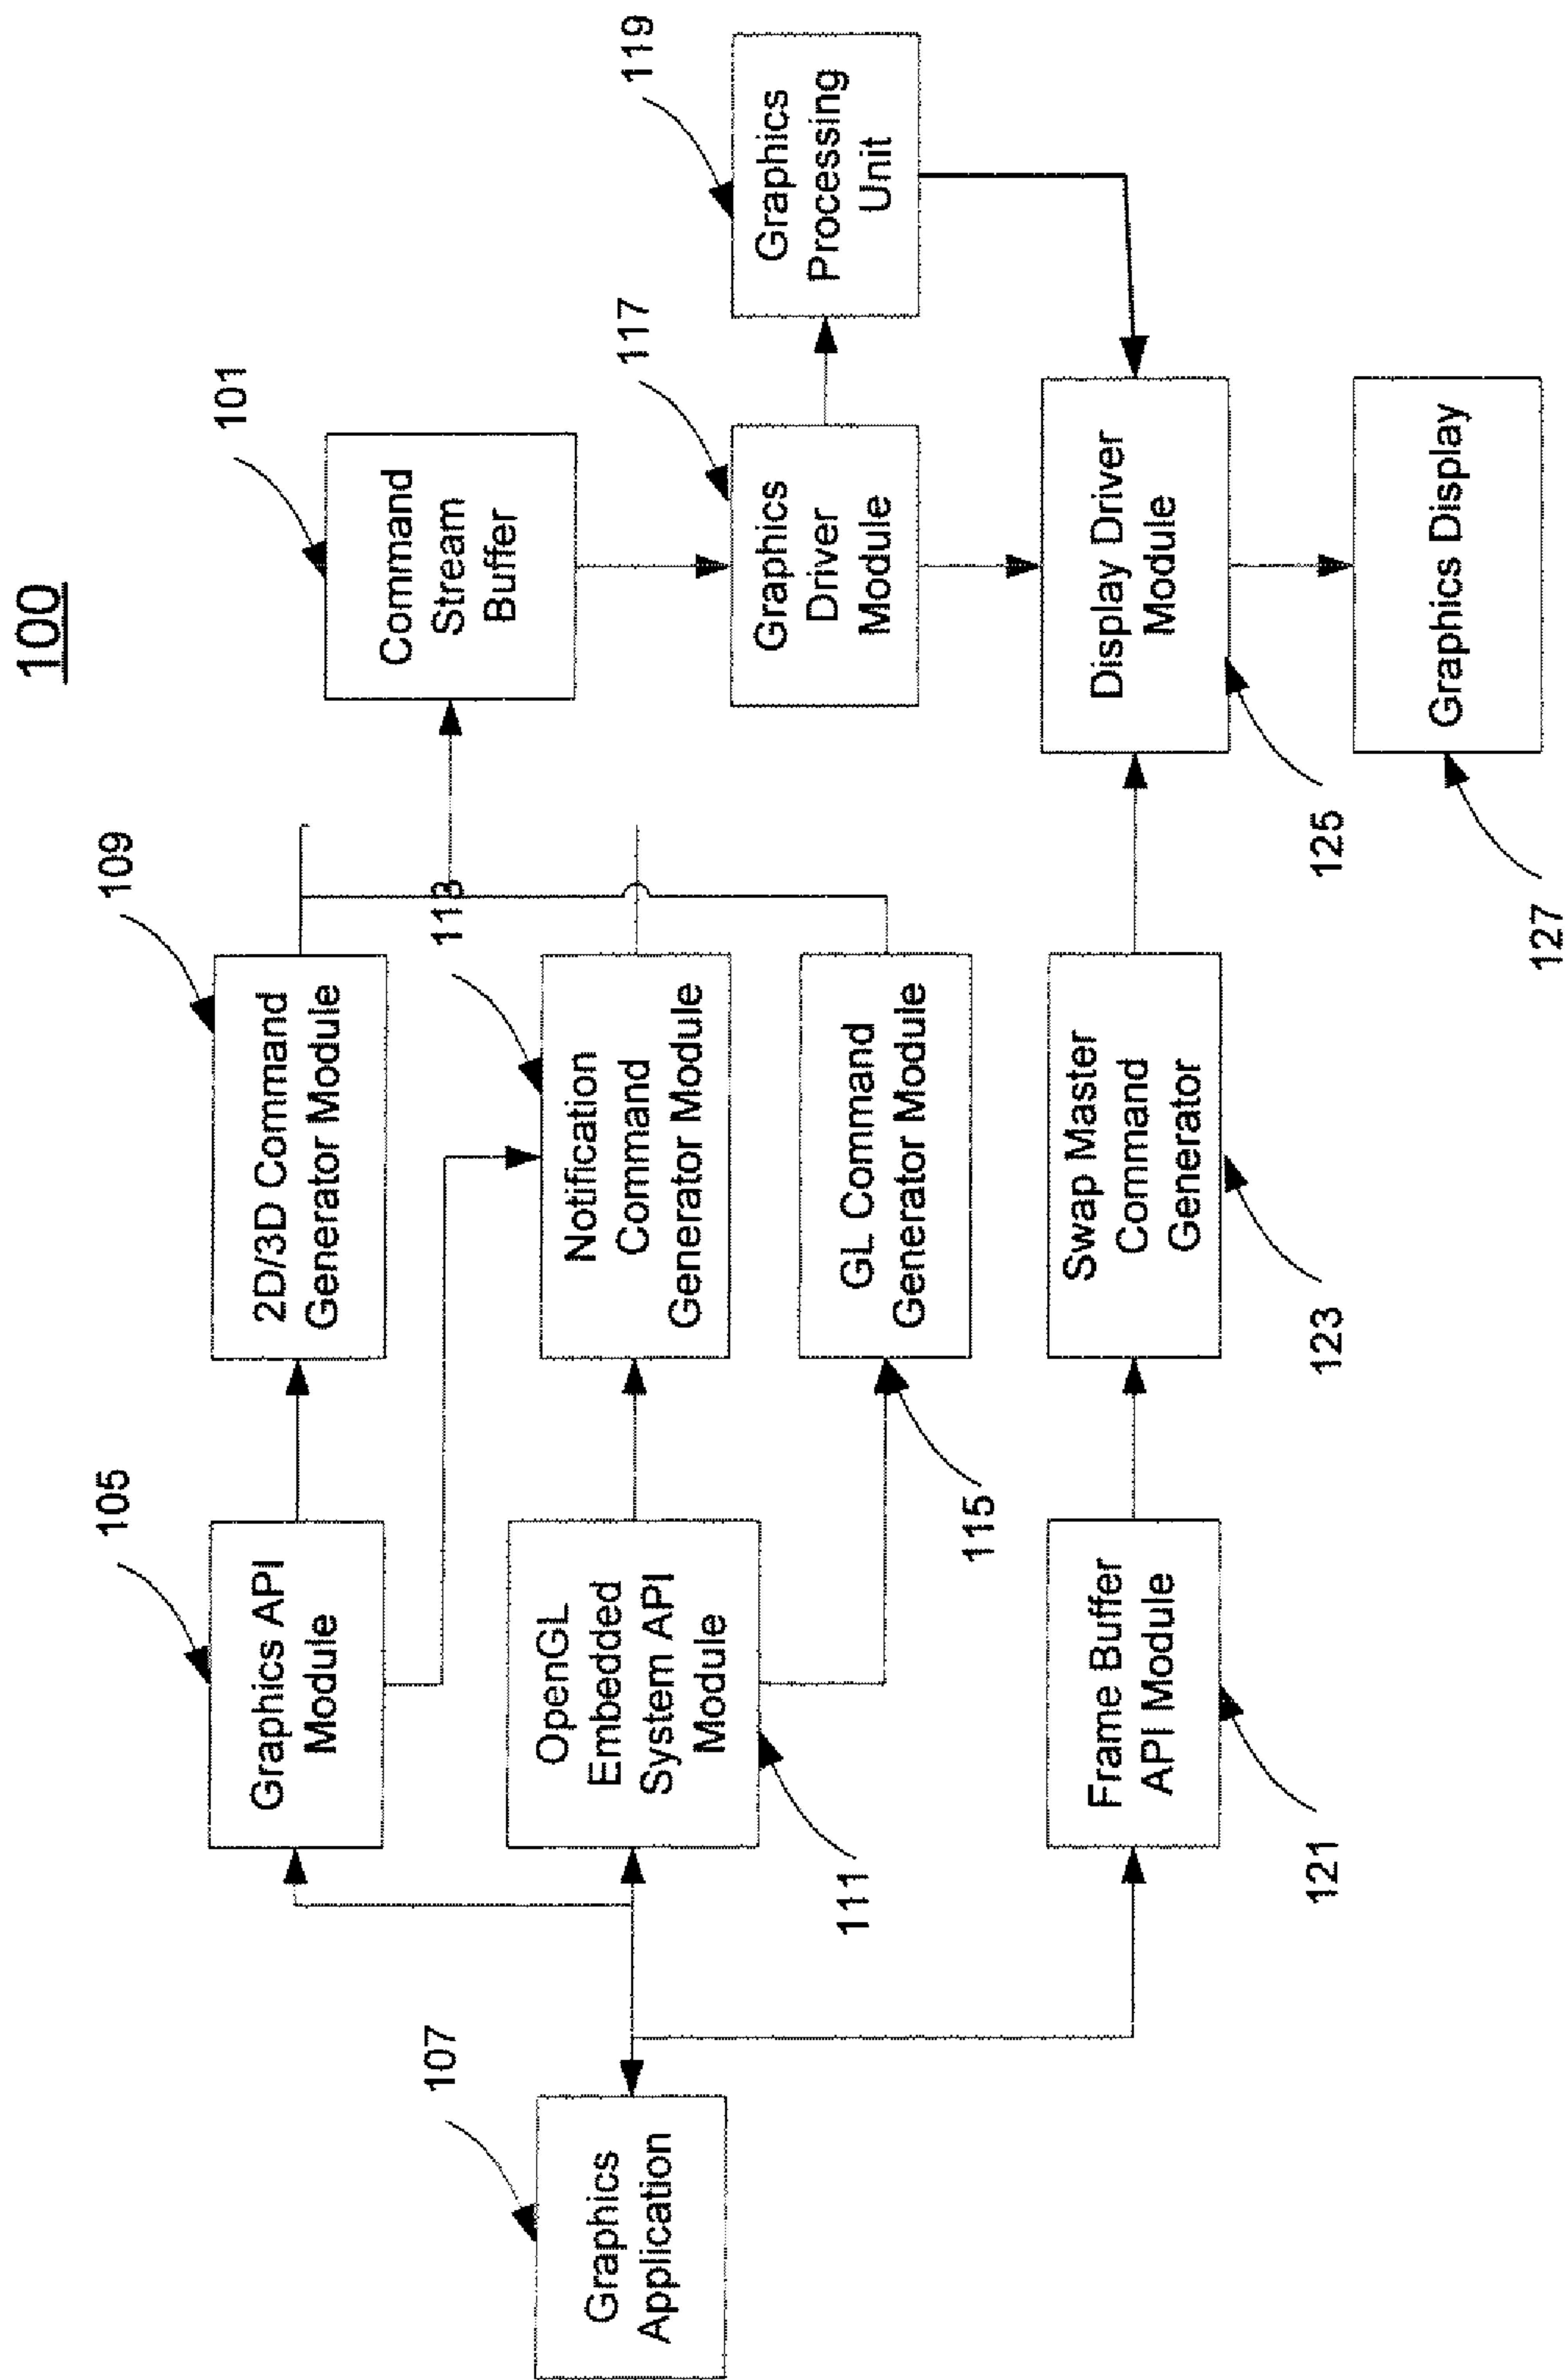 100
107
Graphics
Application
105
Graphics API
Module
111
OpenGL
Embedded
System API
Module
121
Frame Buffer
API Module
109
2D/3D Command
Generator Module
113
Notification
Command
Generator Module
115
GL Command
Generator Module
123
Swap Master
Command
Generator
101
Command
Stream
Buffer
117
Graphics
Driver
Module
119
Graphics
Processing
Unit
125
Display Driver
Module
127
Graphics Display